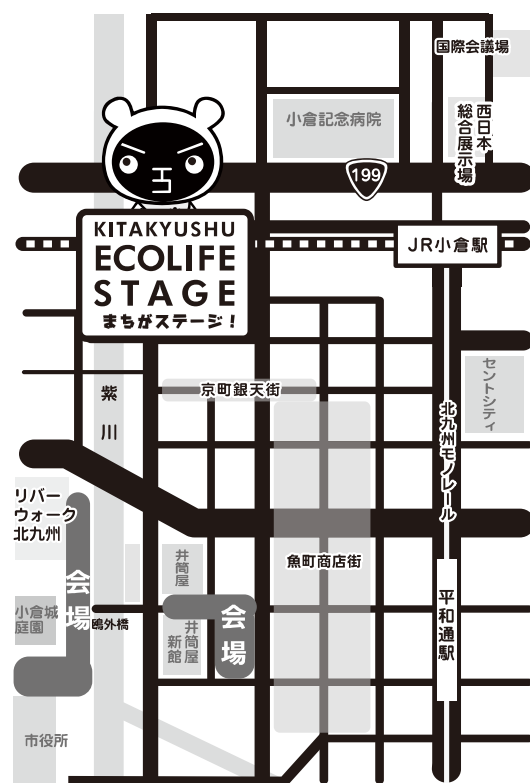 国際会議場
小倉記念病院
西日本
総合展示場
199
エコ
KITAKYUSHU
ECOLIFE
STAGE
まちがステージ！
JR小倉駅
セントシティ
京町銀天街
紫川
北九州モノレール
リバー
ウォーク
北九州
魚町商店街
井筒屋
会場
小倉城
庭園
鴎外橋
井筒屋
新館
会場
平和通駅
市役所